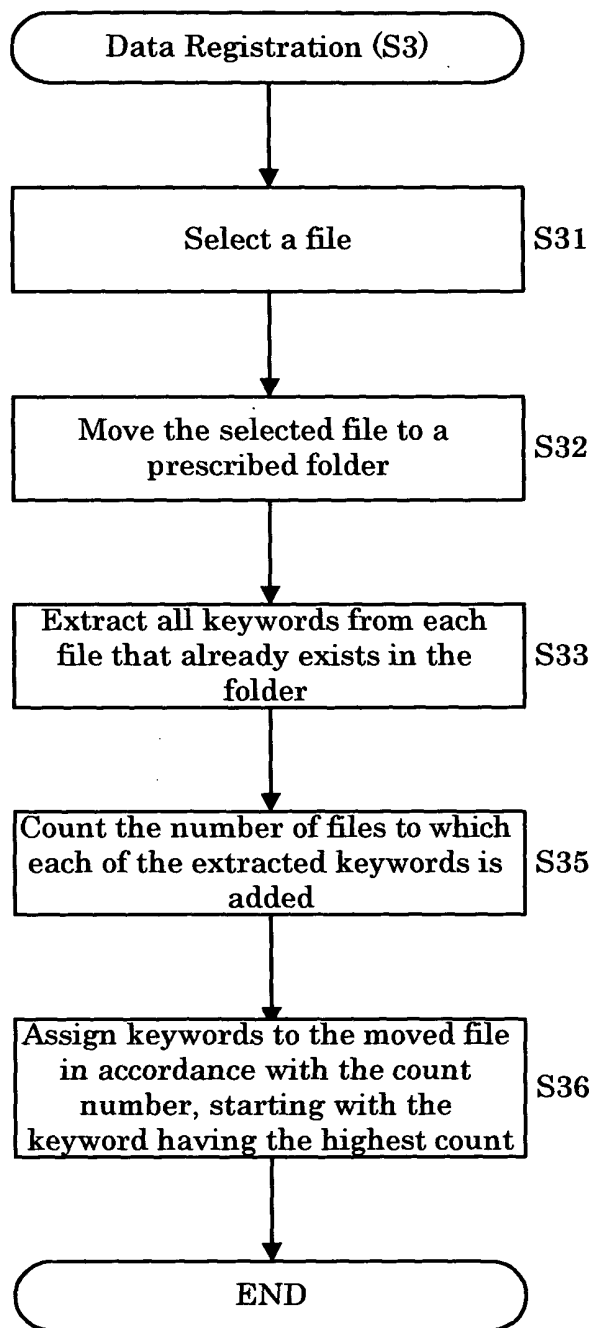 Data Registration (S3)
Select a file
S31
Move the selected file to a
prescribed folder
S32
Extract all keywords from each
file that already exists in the
folder
S33
Count the number of files to which
each of the extracted keywords is
added
S35
Assign keywords to the moved file
in accordance with the count
number, starting with the
keyword having the highest count
S36
END